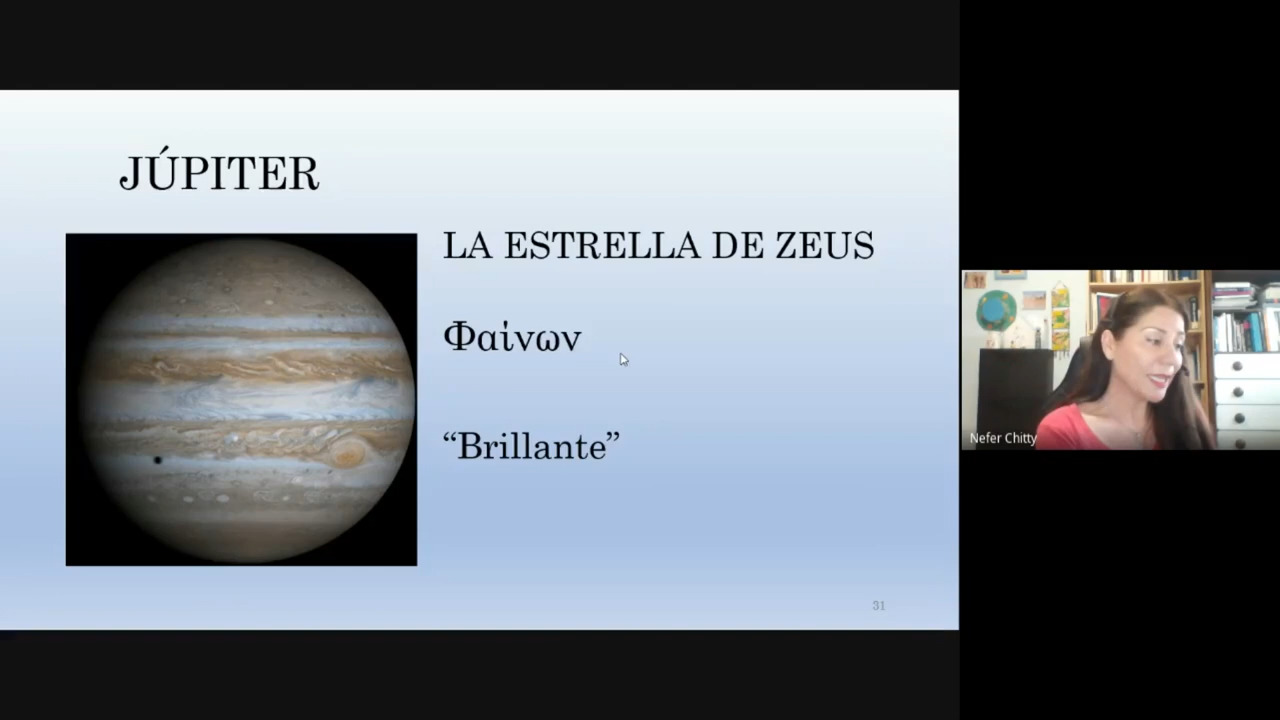 JÚPITER
LA ESTRELLA DE ZEUS
Φαίνων
“Brillante”
31
Nefer Chitty